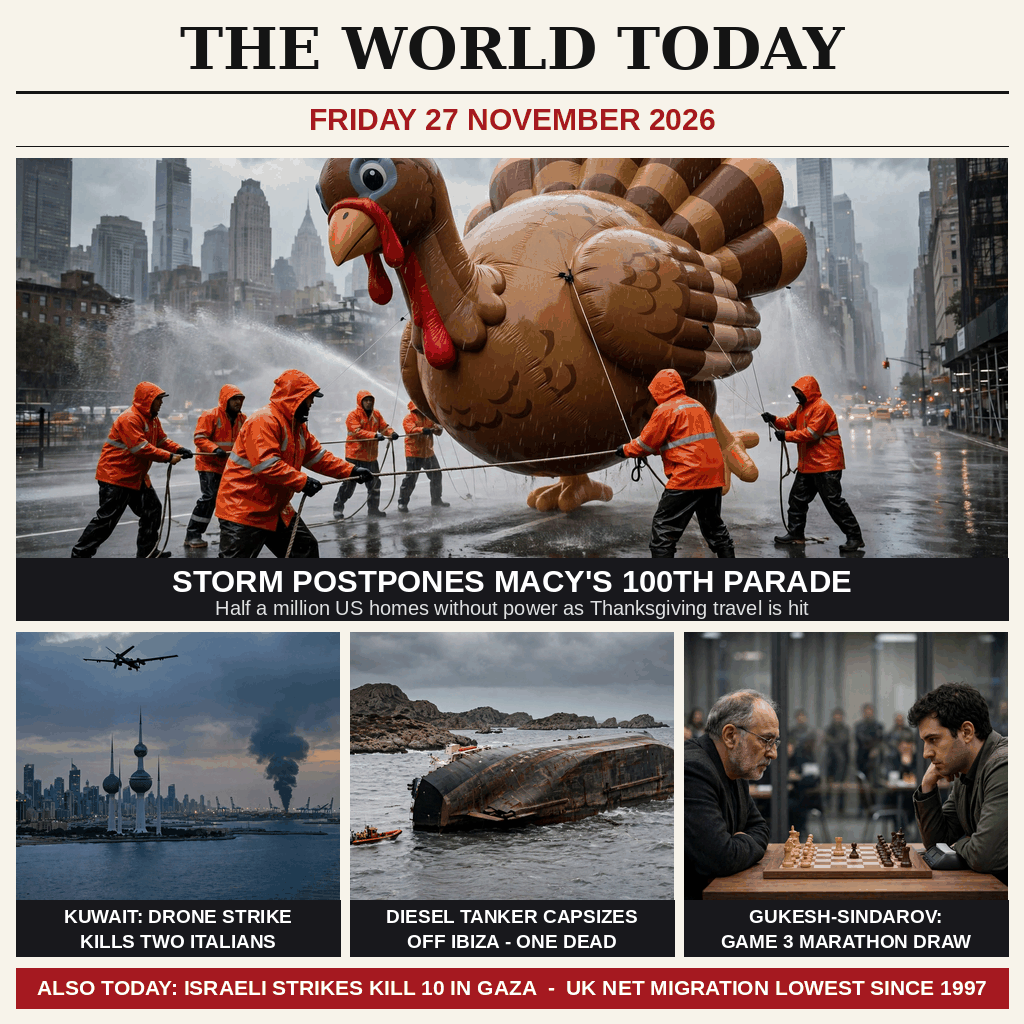 THE WORLD TODAY
FRIDAY 27 NOVEMBER 2026
STORM POSTPONES MACY'S 100TH PARADE
Half a million US homes without power as Thanksgiving travel is hit
KUWAIT: DRONE STRIKE
KILLS TWO ITALIANS
DIESEL TANKER CAPSIZES
OFF IBIZA - ONE DEAD
GUKESH-SINDAROV:
GAME 3 MARATHON DRAW
ALSO TODAY: ISRAELI STRIKES KILL 10 IN GAZA - UK NET MIGRATION LOWEST SINCE 1997